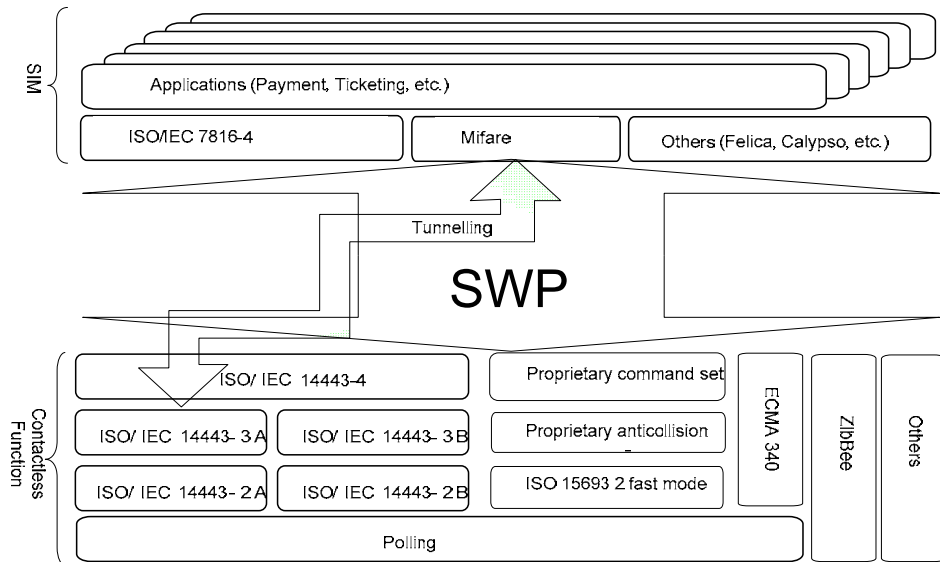 SIM
Applications (Payment, Ticketing, etc.)
ISO/IEC 7816-4
Mifare
Others (Felica, Calypso, etc.)
Tunnelling
SWP
Contactless
Function
ISO/ IEC 14443-4
Proprietary command set
ISO/ IEC 14443- 3 A
ISO/ IEC 14443- 3 B
Proprietary anticollision
ISO/ IEC 14443- 2 A
ISO/ IEC 14443- 2 B
ISO 15693 2 fast mode
ECMA 340
ZIbBee
Others
Polling